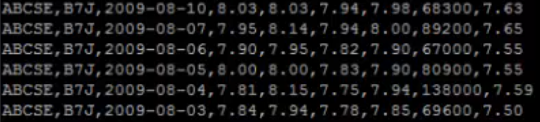 ABCSE,B7J,2009-08-10,8.03,8.03,7.94,7.98,68300,7.63
ABCSE,B7J,2009-08-07,7.95,8.14,7.94,8.00,89200,7.65
ABCSE,B7J,2009-08-06,7.90,7.95,7.82,7.90,67000,7.55
ABCSE,B7J,2009-08-05,8.00,8.00,7.83,7.90,80900,7.55
ABCSE,B7J,2009-08-04,7.81,8.15,7.75,7.94,138000,7.59
ABCSE,B7J,2009-08-03,7.84,7.94,7.78,7.85,69600,7.50